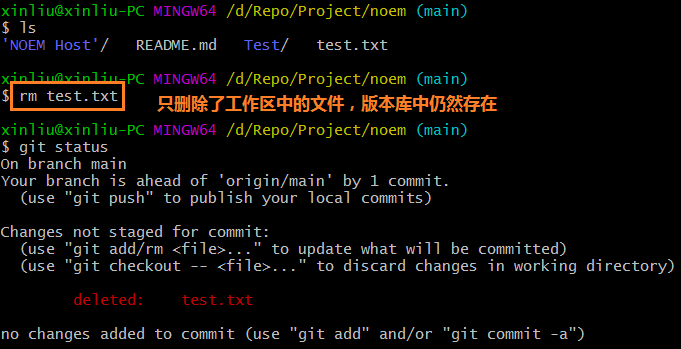 xinliu@xinliu-PC MINGW64 /d/Repo/Project/noem (main)
$ ls
'NOEM Host'/   README.md   Test/   test.txt
xinliu@xinliu-PC MINGW64 /d/Repo/Project/noem (main)
$ rm test.txt 只删除了工作区中的文件，版本库中仍然存在
xinliu@xinliu-PC MINGW64 /d/Repo/Project/noem (main)
$ git status
On branch main
Your branch is ahead of 'origin/main' by 1 commit.
  (use "git push" to publish your local commits)
Changes not staged for commit:
  (use "git add/rm <file>..." to update what will be committed)
  (use "git checkout -- <file>..." to discard changes in working directory)
        deleted:    test.txt
no changes added to commit (use "git add" and/or "git commit -a")